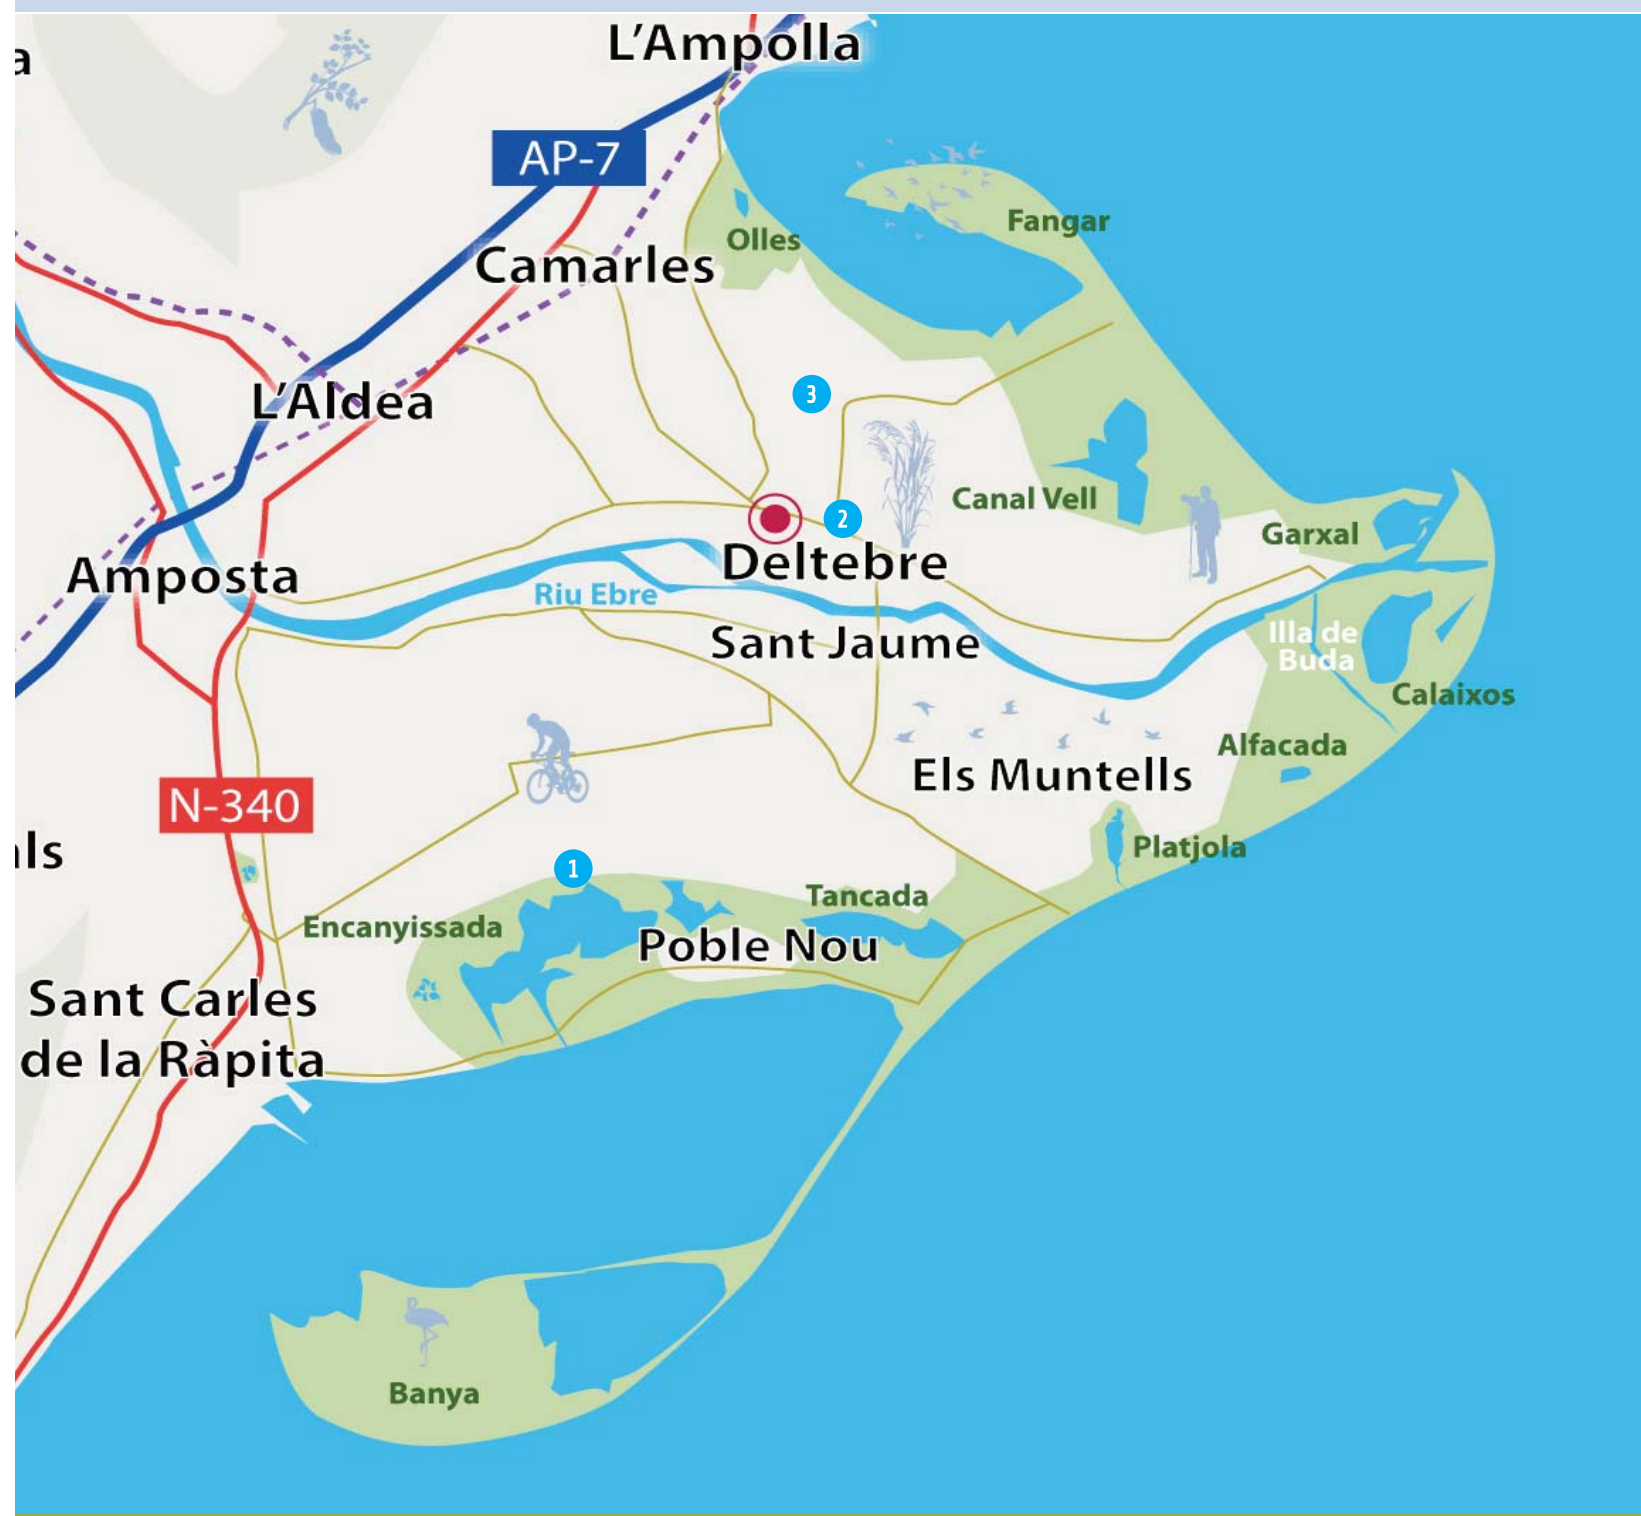 L'Ampolla
a
AP-7
Fangar
Olles
Camarles
3
L'Aldea
Canal Vell
2
Garxal
Deltebre
Amposta
Riu Ebre
Illa de
Buda
Sant Jaume
Calaixos
Alfacada
Els Muntells
N-340
Platjola
ls
1
Tancada
Encanyissada
Poble Nou
Sant Carles
de la Ràpita
Banya